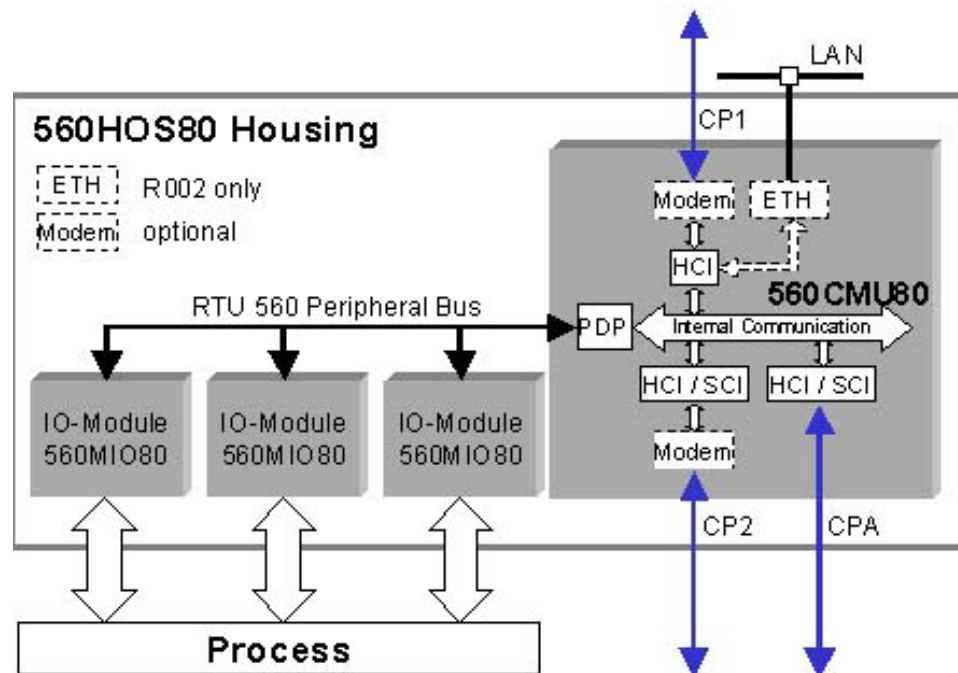 LAN
CP1
560HOS80 Housing
ETH R002 only
Modem optional
Modem
ETH
HCI
560CMU80
RTU 560 Peripheral Bus
PDP
Internal Communication
HCI / SCI
HCI / SCI
IO-Module
560MIO80
IO-Module
560MIO80
IO-Module
560MIO80
Modem
CP2
CPA
Process